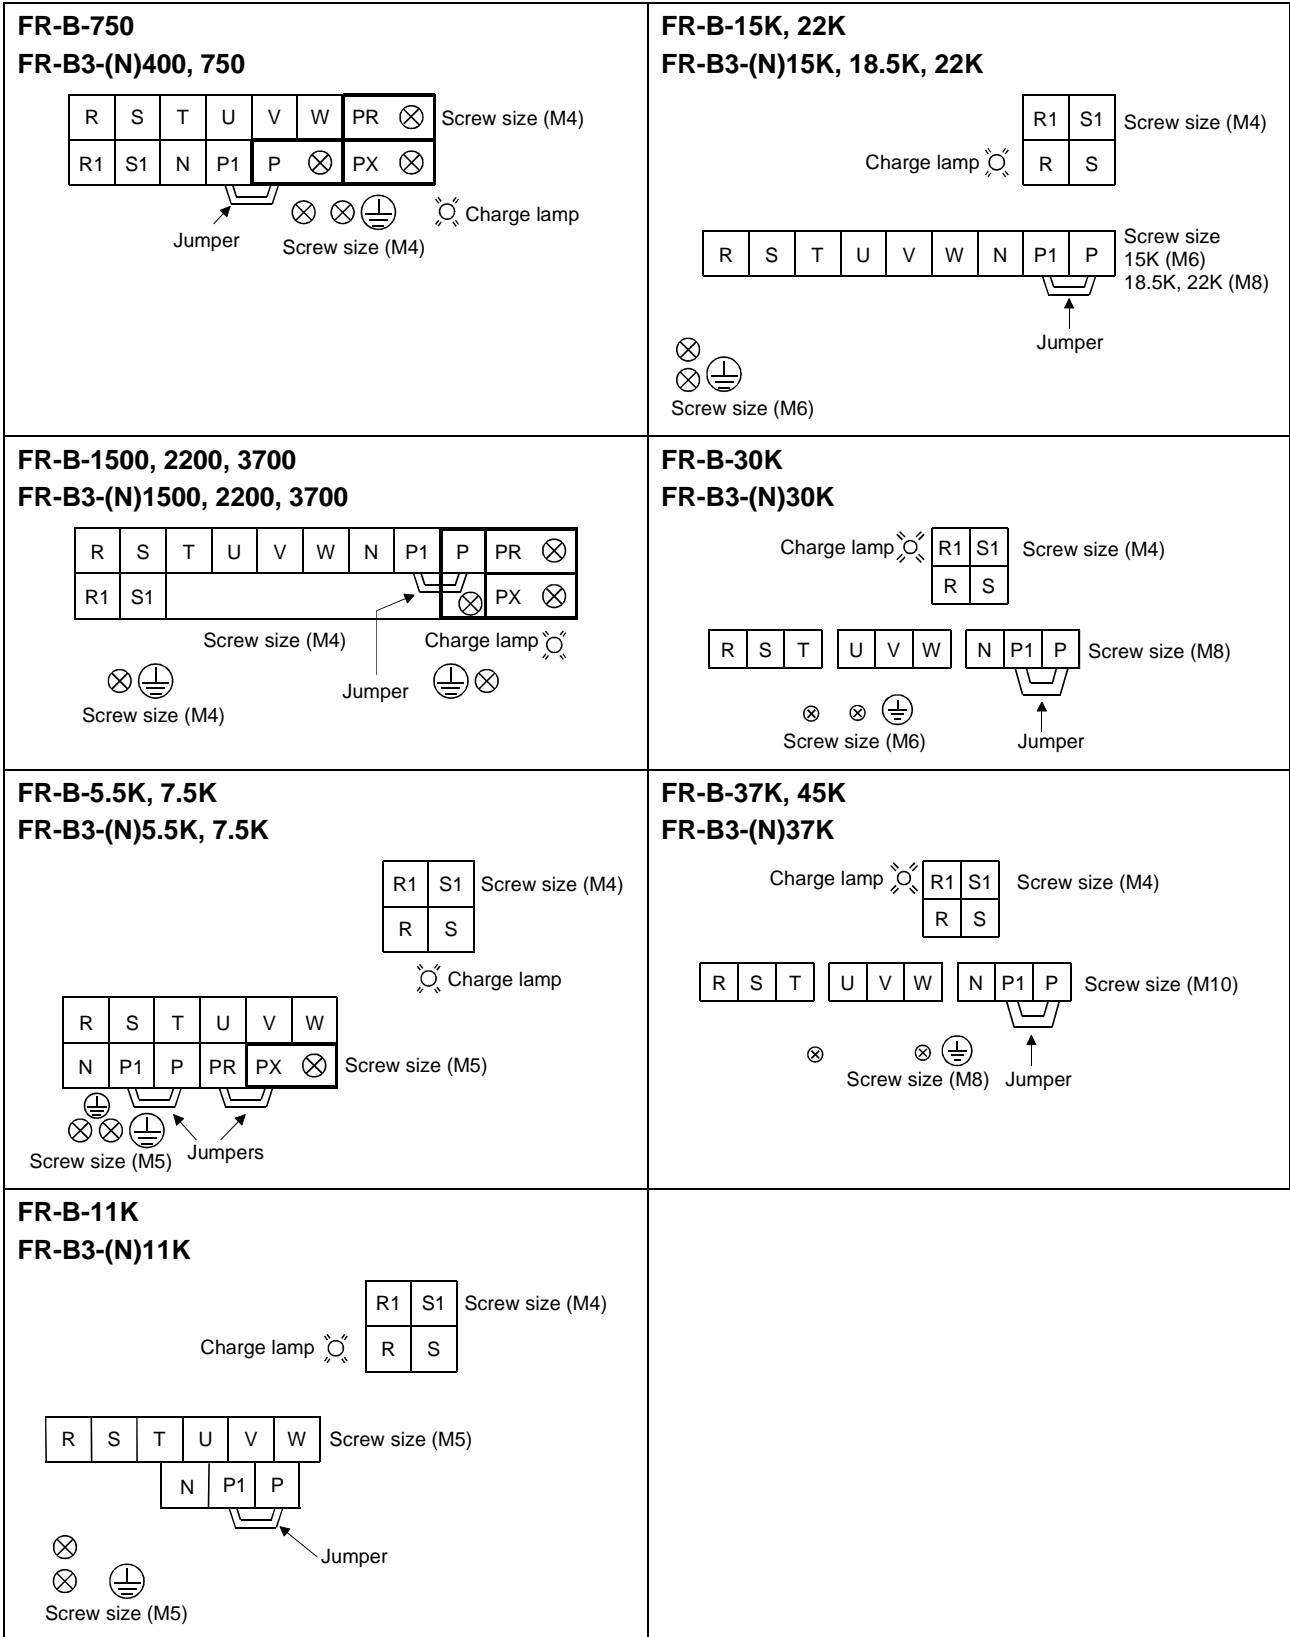 FR-B-750
FR-B3-(N)400, 750
R S T U V W PR Screw size (M4)
R1 S1 N P1 P PX
Jumper
Charge lamp
Screw size (M4)
FR-B-15K, 22K
FR-B3-(N)15K, 18.5K, 22K
R1 S1 Screw size (M4)
Charge lamp R S
R S T U V W N P1 P
Screw size
15K (M6)
18.5K, 22K (M8)
Jumper
Screw size (M6)
FR-B-1500, 2200, 3700
FR-B3-(N)1500, 2200, 3700
R S T U V W N P1 P PR
R1 S1 PX
Screw size (M4) Charge lamp
Jumper
Screw size (M4)
FR-B-30K
FR-B3-(N)30K
Charge lamp R1 S1 Screw size (M4)
R S
R S T U V W N P1 P Screw size (M8)
Screw size (M6) Jumper
FR-B-5.5K, 7.5K
FR-B3-(N)5.5K, 7.5K
R1 S1 Screw size (M4)
R S
Charge lamp
R S T U V W
N P1 P PR PX Screw size (M5)
Jumpers
Screw size (M5)
FR-B-37K, 45K
FR-B3-(N)37K
Charge lamp R1 S1 Screw size (M4)
R S
R S T U V W N P1 P Screw size (M10)
Screw size (M8) Jumper
FR-B-11K
FR-B3-(N)11K
R1 S1 Screw size (M4)
Charge lamp R S
R S T U V W Screw size (M5)
N P1 P
Jumper
Screw size (M5)